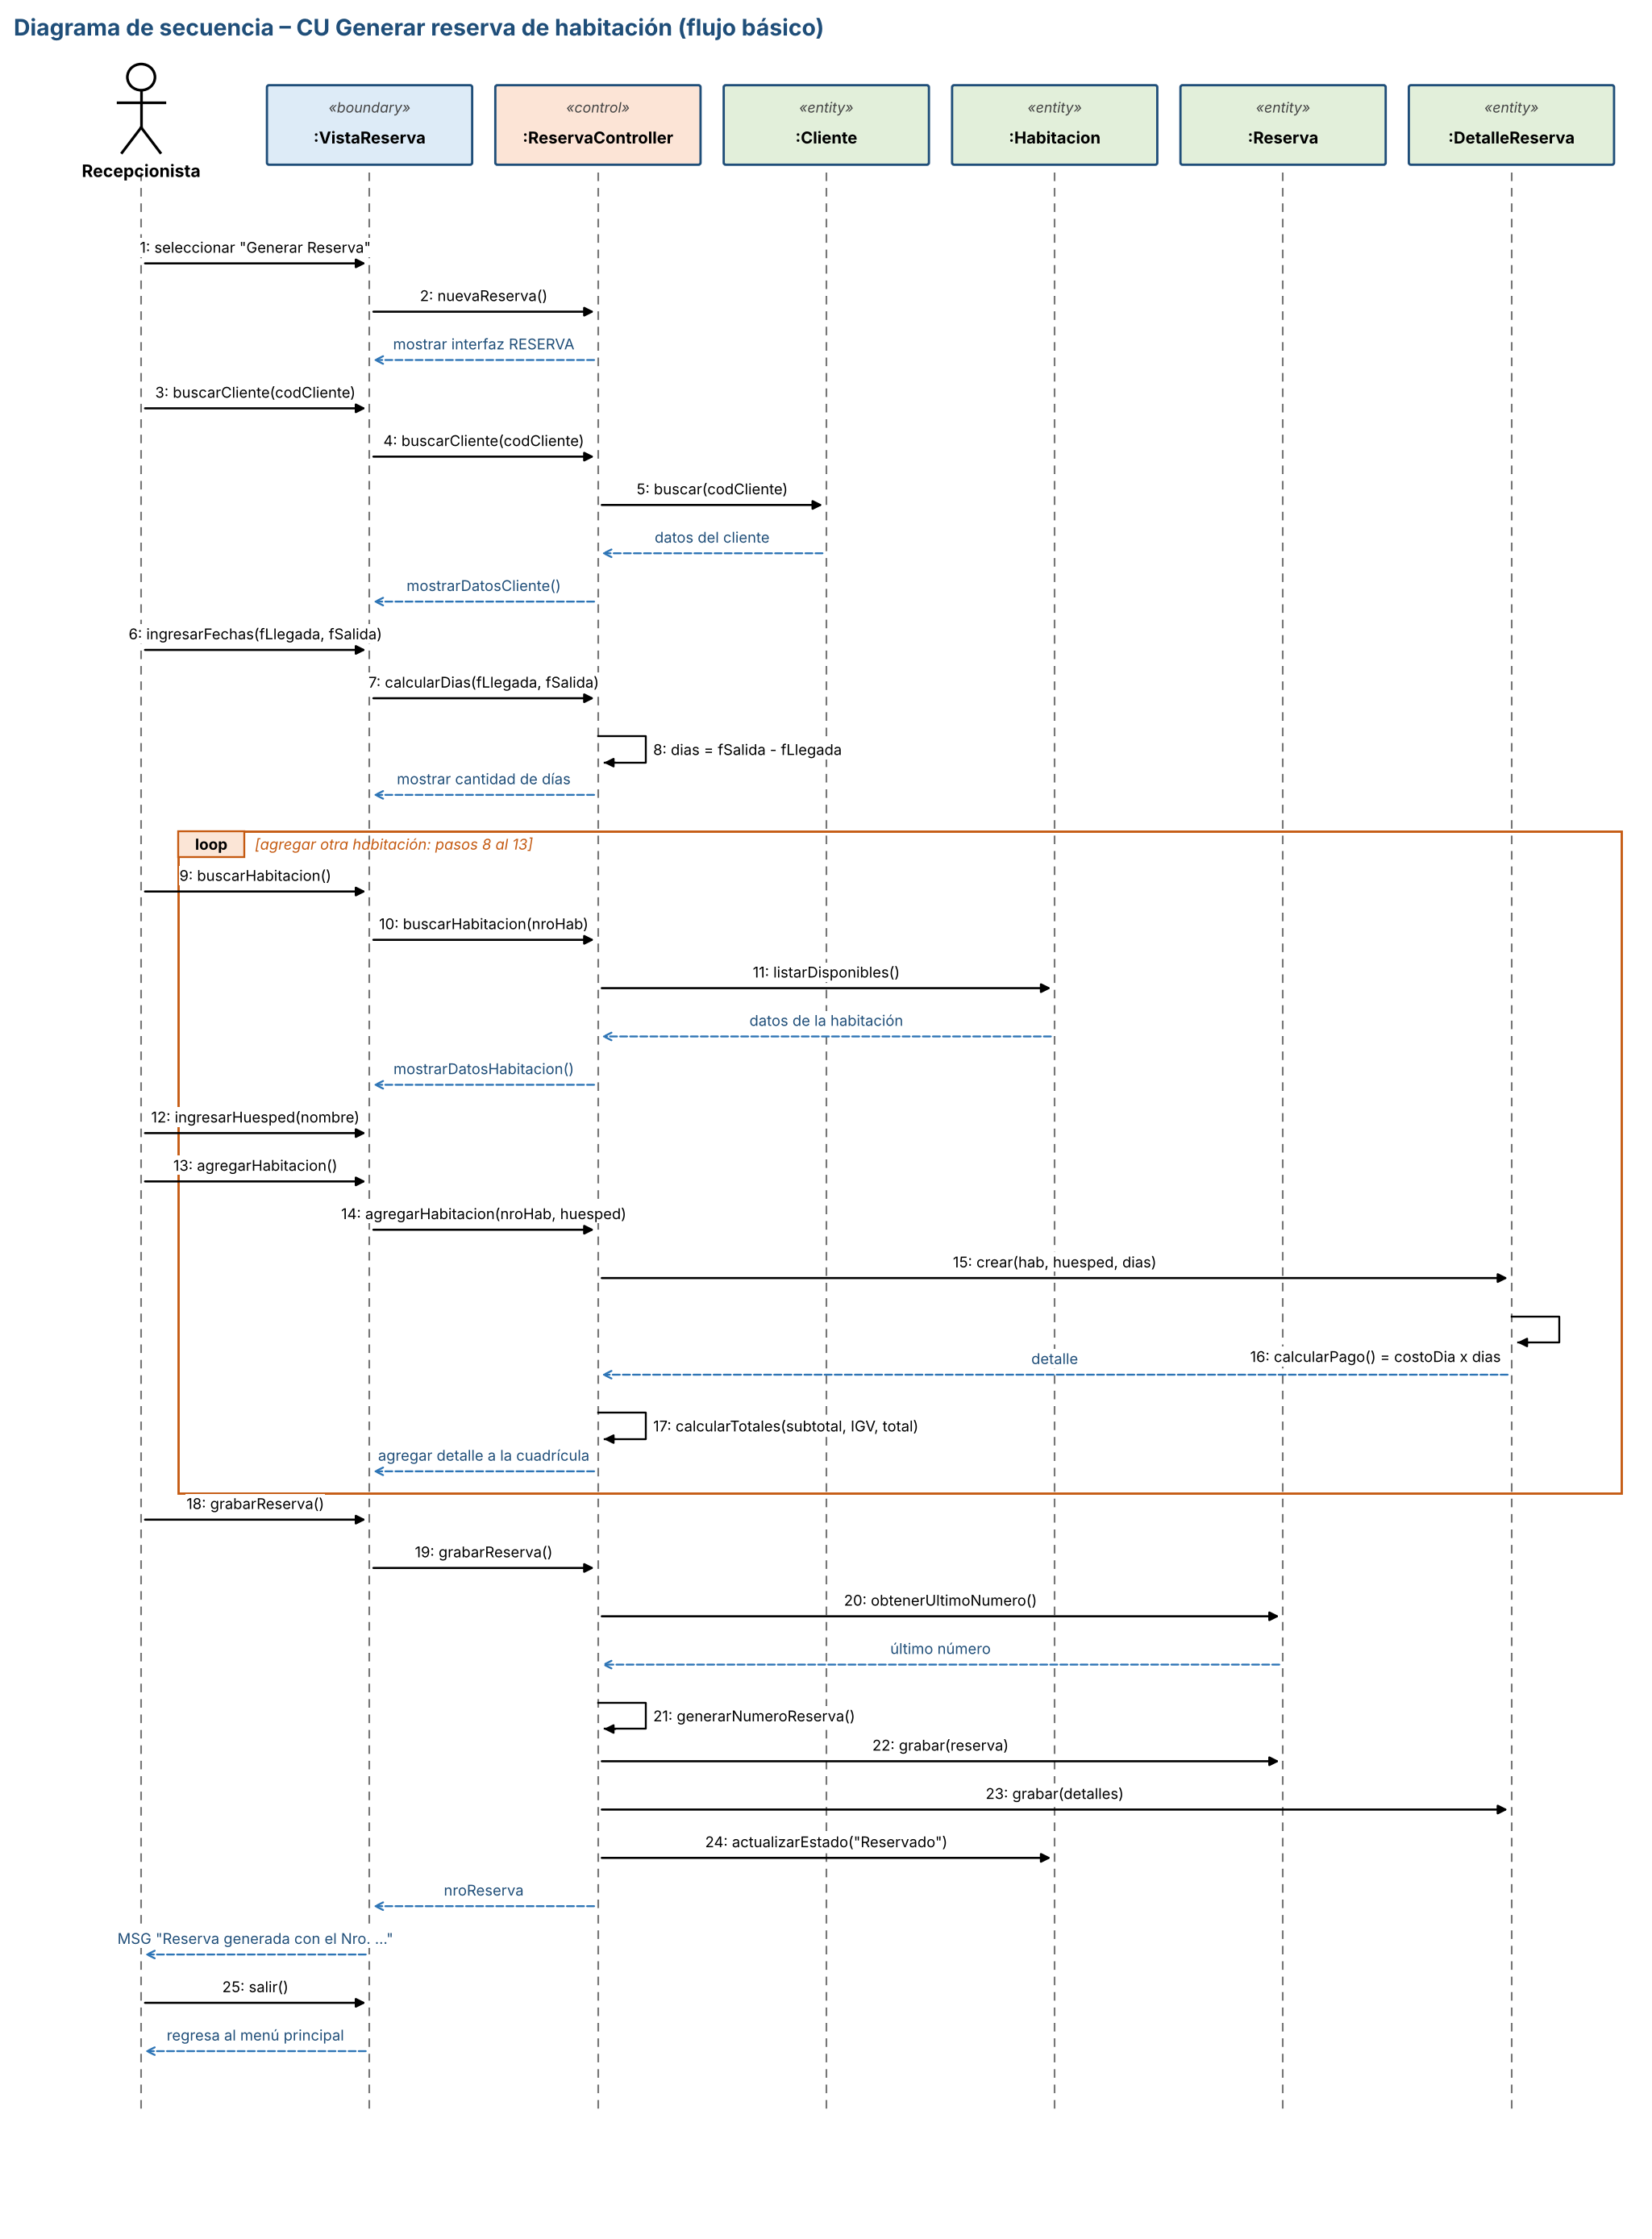 Diagrama de secuencia – CU Generar reserva de habitación (flujo básico)
Recepcionista
«boundary»
:VistaReserva
«control»
:ReservaController
«entity»
:Cliente
«entity»
:Habitacion
«entity»
:Reserva
«entity»
:DetalleReserva
1: seleccionar "Generar Reserva"
2: nuevaReserva()
mostrar interfaz RESERVA
3: buscarCliente(codCliente)
4: buscarCliente(codCliente)
5: buscar(codCliente)
datos del cliente
mostrarDatosCliente()
6: ingresarFechas(fLlegada, fSalida)
7: calcularDias(fLlegada, fSalida)
8: dias = fSalida - fLlegada
mostrar cantidad de días
loop
[agregar otra habitación: pasos 8 al 13]
9: buscarHabitacion()
10: buscarHabitacion(nroHab)
11: listarDisponibles()
datos de la habitación
mostrarDatosHabitacion()
12: ingresarHuesped(nombre)
13: agregarHabitacion()
14: agregarHabitacion(nroHab, huesped)
15: crear(hab, huesped, dias)
16: calcularPago() = costoDia x dias
detalle
17: calcularTotales(subtotal, IGV, total)
agregar detalle a la cuadrícula
18: grabarReserva()
19: grabarReserva()
20: obtenerUltimoNumero()
último número
21: generarNumeroReserva()
22: grabar(reserva)
23: grabar(detalles)
24: actualizarEstado("Reservado")
nroReserva
MSG "Reserva generada con el Nro. ..."
25: salir()
regresa al menú principal